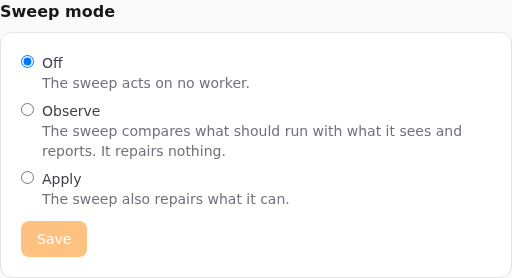 Sweep mode
Off
The sweep acts on no worker.
Observe
The sweep compares what should run with what it sees and
reports. It repairs nothing.
Apply
The sweep also repairs what it can.
Save